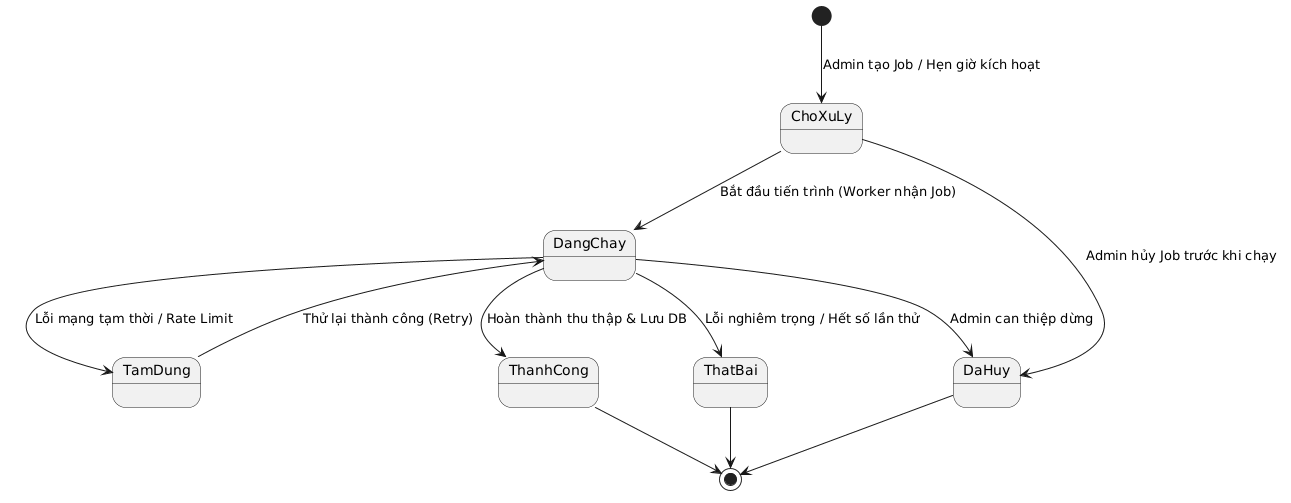 Admin tạo Job / Hẹn giờ kích hoạt
ChoXuLy
Bắt đầu tiến trình (Worker nhận Job)
Admin hủy Job trước khi chạy
DangChay
Lỗi mạng tạm thời / Rate Limit
Thử lại thành công (Retry)
Hoàn thành thu thập & Lưu DB
Lỗi nghiêm trọng / Hết số lần thử
Admin can thiệp dừng
TamDung
ThanhCong
ThatBai
DaHuy